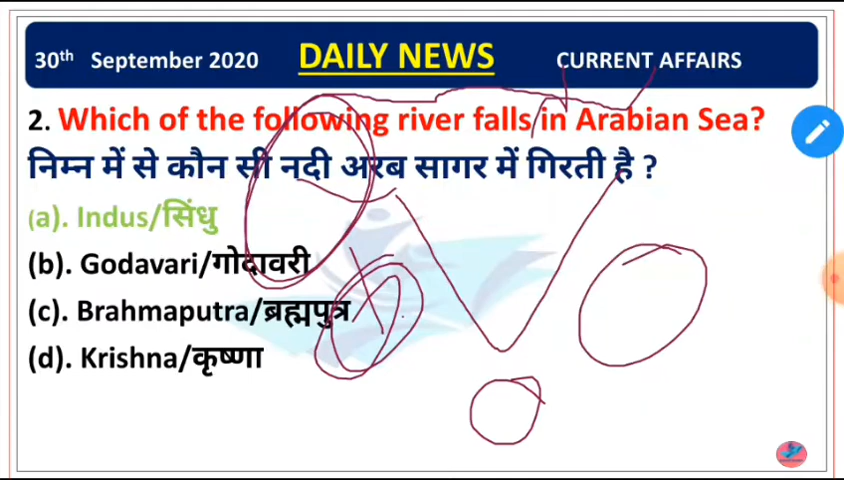 30th September 2020 DAILY NEWS CURRENT AFFAIRS
2. Which of the following river falls in Arabian Sea?
निम्न में से कौन सी नदी अरब सागर में गिरती है ?
(a). Indus/सिंधु
(b). Godavari/गोदावरी
(c). Brahmaputra/ब्रह्मपुत्र
(d). Krishna/कृष्णा